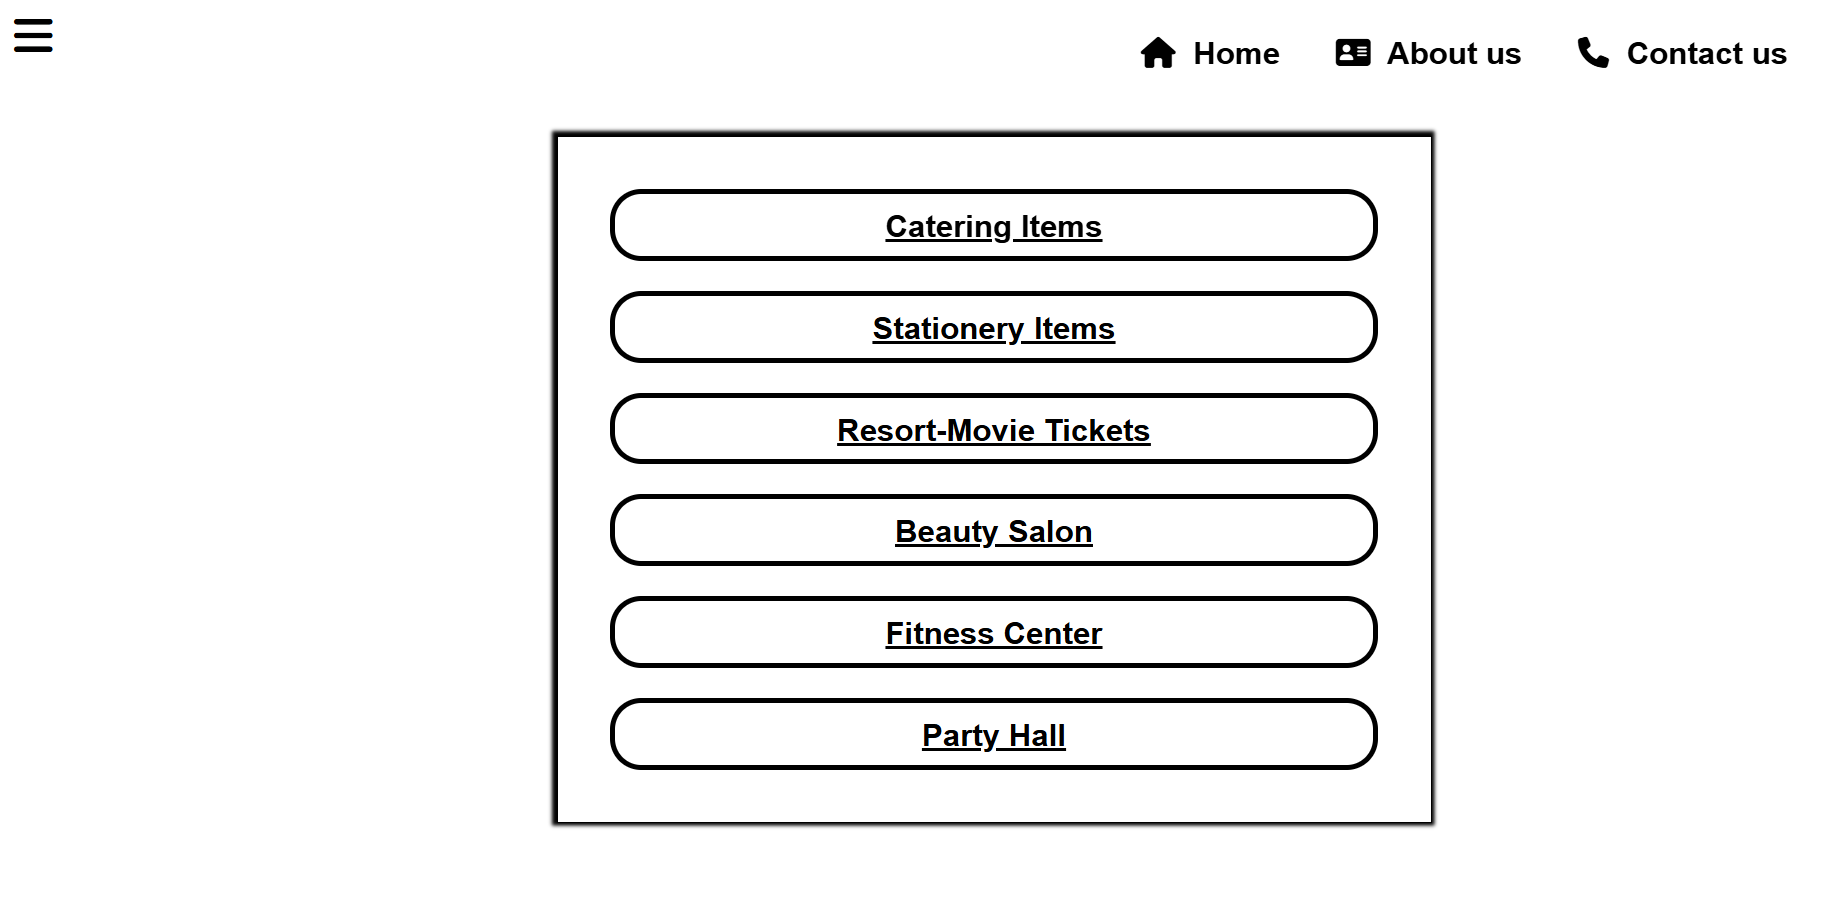 Home About us Contact us
Catering Items
Stationery Items
Resort-Movie Tickets
Beauty Salon
Fitness Center
Party Hall